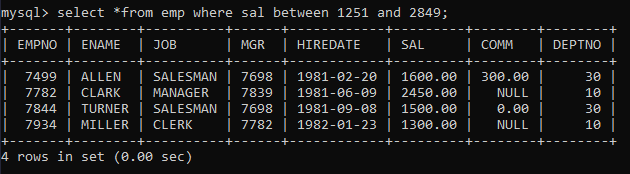 mysql> select *from emp where sal between 1251 and 2849;
+-------+--------+----------+------+------------+---------+--------+--------+
| EMPNO | ENAME  | JOB      | MGR  | HIREDATE   | SAL     | COMM   | DEPTNO |
+-------+--------+----------+------+------------+---------+--------+--------+
|  7499 | ALLEN  | SALESMAN | 7698 | 1981-02-20 | 1600.00 | 300.00 |     30 |
|  7782 | CLARK  | MANAGER  | 7839 | 1981-06-09 | 2450.00 |   NULL |     10 |
|  7844 | TURNER | SALESMAN | 7698 | 1981-09-08 | 1500.00 |   0.00 |     30 |
|  7934 | MILLER | CLERK    | 7782 | 1982-01-23 | 1300.00 |   NULL |     10 |
+-------+--------+----------+------+------------+---------+--------+--------+
4 rows in set (0.00 sec)